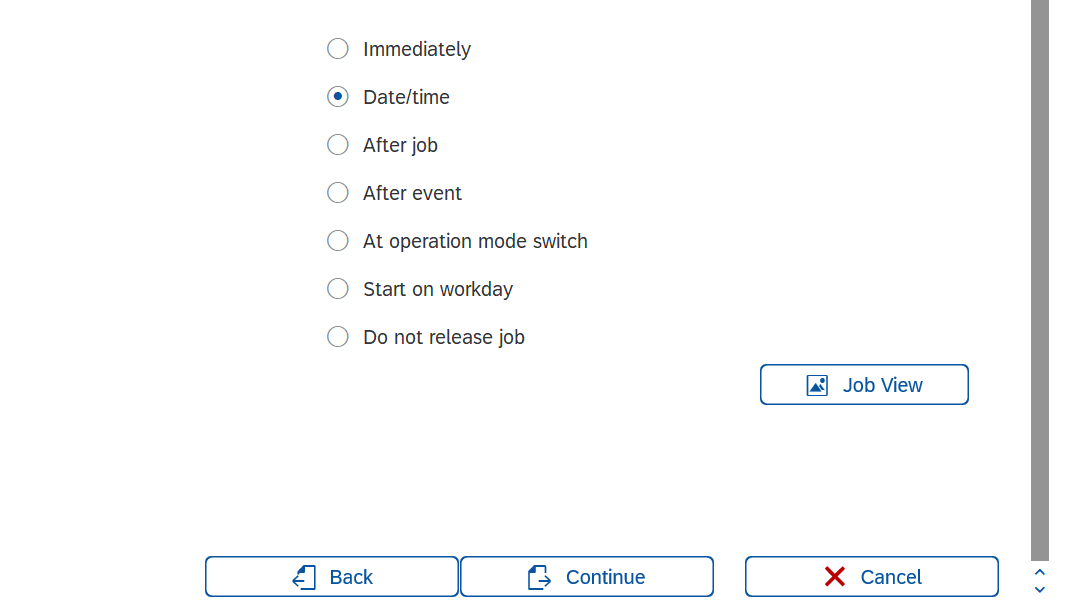 Immediately
Date/time
After job
After event
At operation mode switch
Start on workday
Do not release job
Job View
Back Continue Cancel